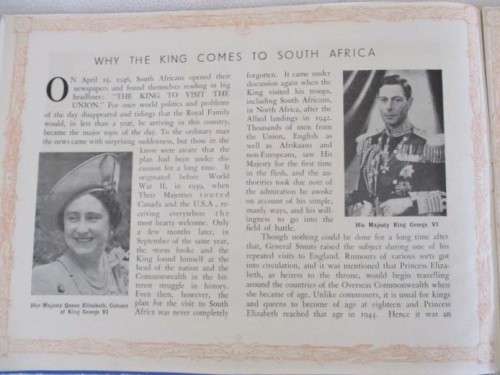 WHY THE KING COMES TO SOUTH AFRICA
ON April 15, 1946, South Africans opened their
newspapers and found themselves reading in big
headlines: "THE KING TO VISIT THE
UNION." For once world politics and problems
of the day disappeared and tidings that the Royal Family
would, in less than a year, be arriving in this country,
became the major topic of the day. To the ordinary man
the news came with surprising suddenness, but those in the
know were aware that the
plan had been under dis-
cussion for a long time. It
originated before World
War II, in 1939, when
Their Majesties toured
Canada and the U.S.A., re-
ceiving everywhere the
most hearty welcome. Only
a few months later, in
September of the same year,
the storm broke and the
King found himself at the
head of the nation and the
Commonwealth in the bit-
terest struggle in history.
Even then, however, the
plan for the visit to South
Africa was never completely
Her Majesty Queen Elizabeth, Consort
of King George VI
forgotten. It came under
discussion again when the
King visited his troops,
including South Africans,
in North Africa, after the
Allied landings in 1942.
Thousands of men from
the Union, English as
well as Afrikaans and
non-Europeans, saw His
Majesty for the first time
in the flesh, and the au-
thorities took due note of
the admiration he awoke
on account of his simple,
manly ways, and his will-
ingness to go into the
field of battle.
His Majesty King George VI
Though nothing could be done for a long time after
that, General Smuts raised the subject during one of his
repeated visits to England. Rumours of various sorts got
into circulation, and it was mentioned that Princess Eliza-
beth, as heiress to the throne, would begin travelling
around the countries of the Overseas Commonwealth when
she became of age. Unlike commoners, it is usual for kings
and queens to become of age at eighteen and Princess
Elizabeth reached that age in 1944. Hence it was an